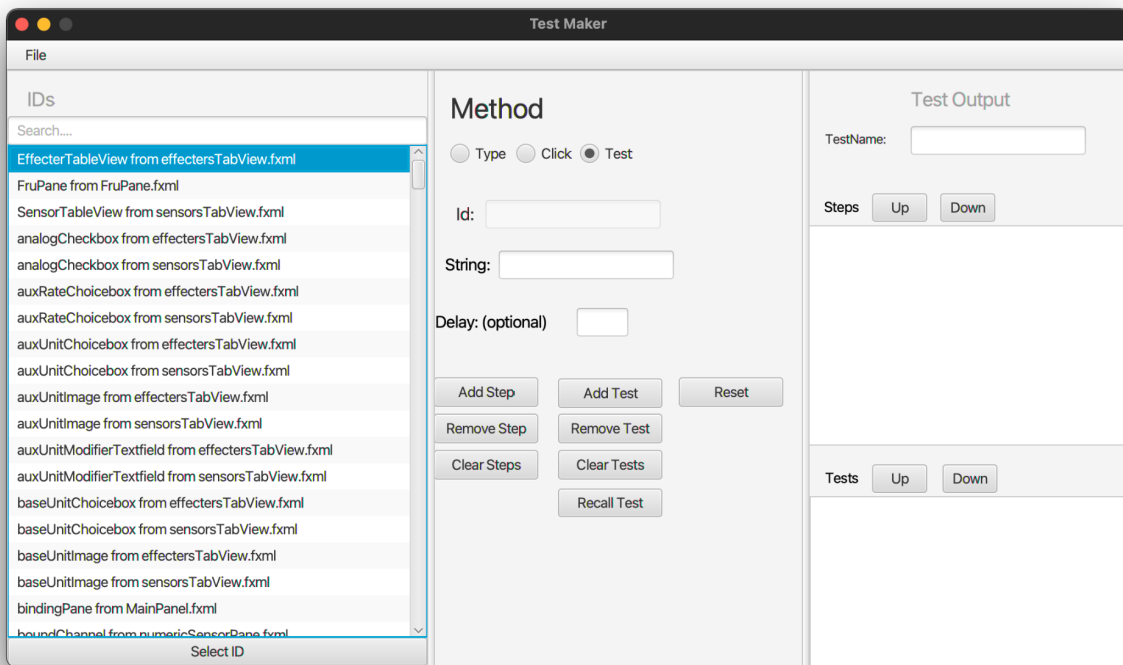 Test Maker
File
IDs
Search....
EffecterTableView from effectersTabView.fxml
FruPane from FruPane.fxml
SensorTableView from sensorsTabView.fxml
analogCheckbox from effectersTabView.fxml
analogCheckbox from sensorsTabView.fxml
auxRateChoicebox from effectersTabView.fxml
auxRateChoicebox from sensorsTabView.fxml
auxUnitChoicebox from effectersTabView.fxml
auxUnitChoicebox from sensorsTabView.fxml
auxUnitImage from effectersTabView.fxml
auxUnitImage from sensorsTabView.fxml
auxUnitModifierTextfield from effectersTabView.fxml
auxUnitModifierTextfield from sensorsTabView.fxml
baseUnitChoicebox from effectersTabView.fxml
baseUnitChoicebox from sensorsTabView.fxml
baseUnitImage from effectersTabView.fxml
baseUnitImage from sensorsTabView.fxml
bindingPane from MainPanel.fxml
boundChannel from numericSensorPane.fxml
Select ID
Method
Type Click Test
Id:
String:
Delay: (optional)
Add Step Add Test Reset
Remove Step Remove Test
Clear Steps Clear Tests
Recall Test
Test Output
TestName:
Steps Up Down
Tests Up Down